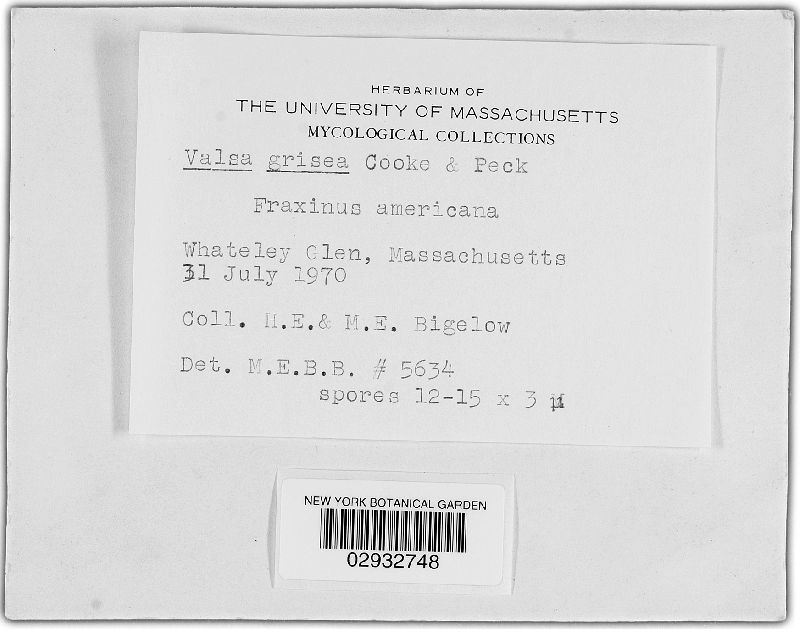 HERBARIUM OF
THE UNIVERSITY OF MASSACHUSETTS
MYCOLOGICAL COLLECTIONS
Valsa grisea Cooke & Peck
Fraxinus americana
Whateley Glen, Massachusetts
31 July 1970
Coll. H.E.& M.E. Bigelow
Det. M.E.B.B. # 5634
spores 12-15 x 3 µ
NEW YORK BOTANICAL GARDEN
02932748